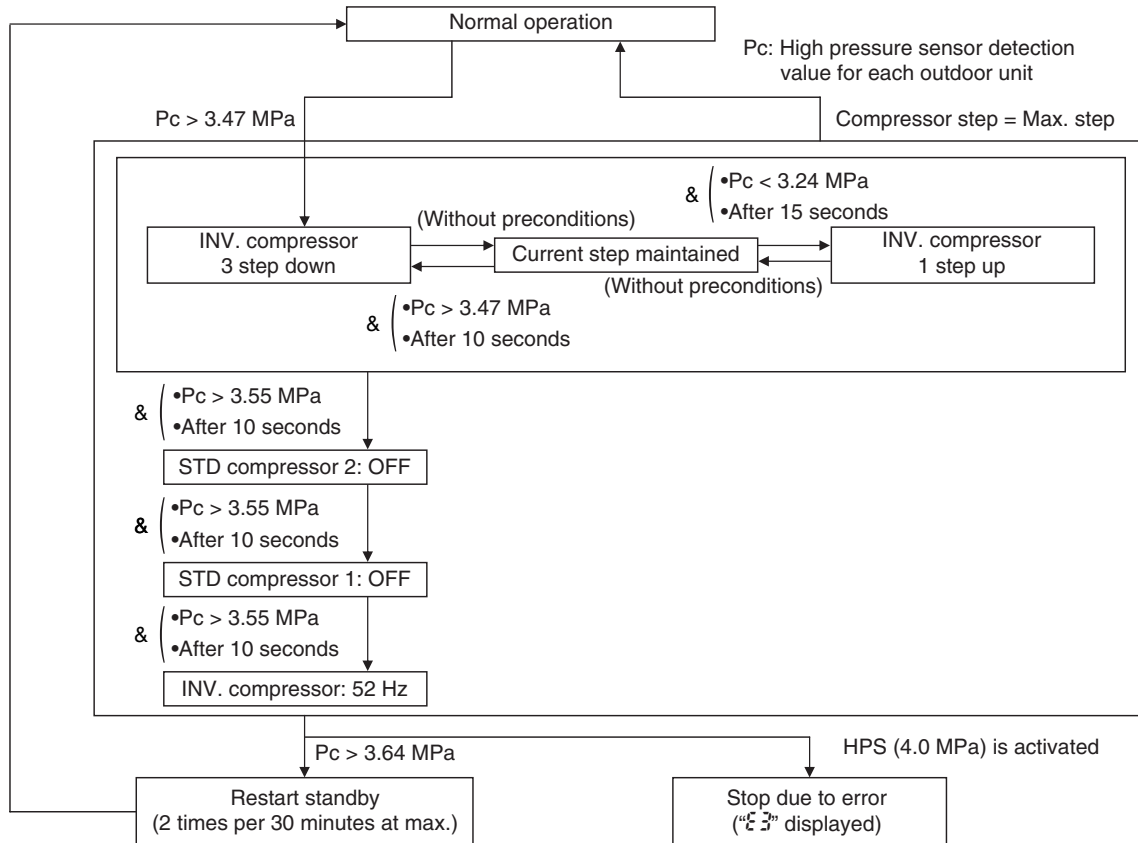 Normal operation
Pc: High pressure sensor detection
value for each outdoor unit
Pc > 3.47 MPa
Compressor step = Max. step
& •Pc < 3.24 MPa
•After 15 seconds
(Without preconditions)
INV. compressor
3 step down
Current step maintained
INV. compressor
1 step up
(Without preconditions)
& •Pc > 3.47 MPa
•After 10 seconds
& •Pc > 3.55 MPa
•After 10 seconds
STD compressor 2: OFF
& •Pc > 3.55 MPa
•After 10 seconds
STD compressor 1: OFF
& •Pc > 3.55 MPa
•After 10 seconds
INV. compressor: 52 Hz
Pc > 3.64 MPa
HPS (4.0 MPa) is activated
Restart standby
(2 times per 30 minutes at max.)
Stop due to error
(“E3” displayed)